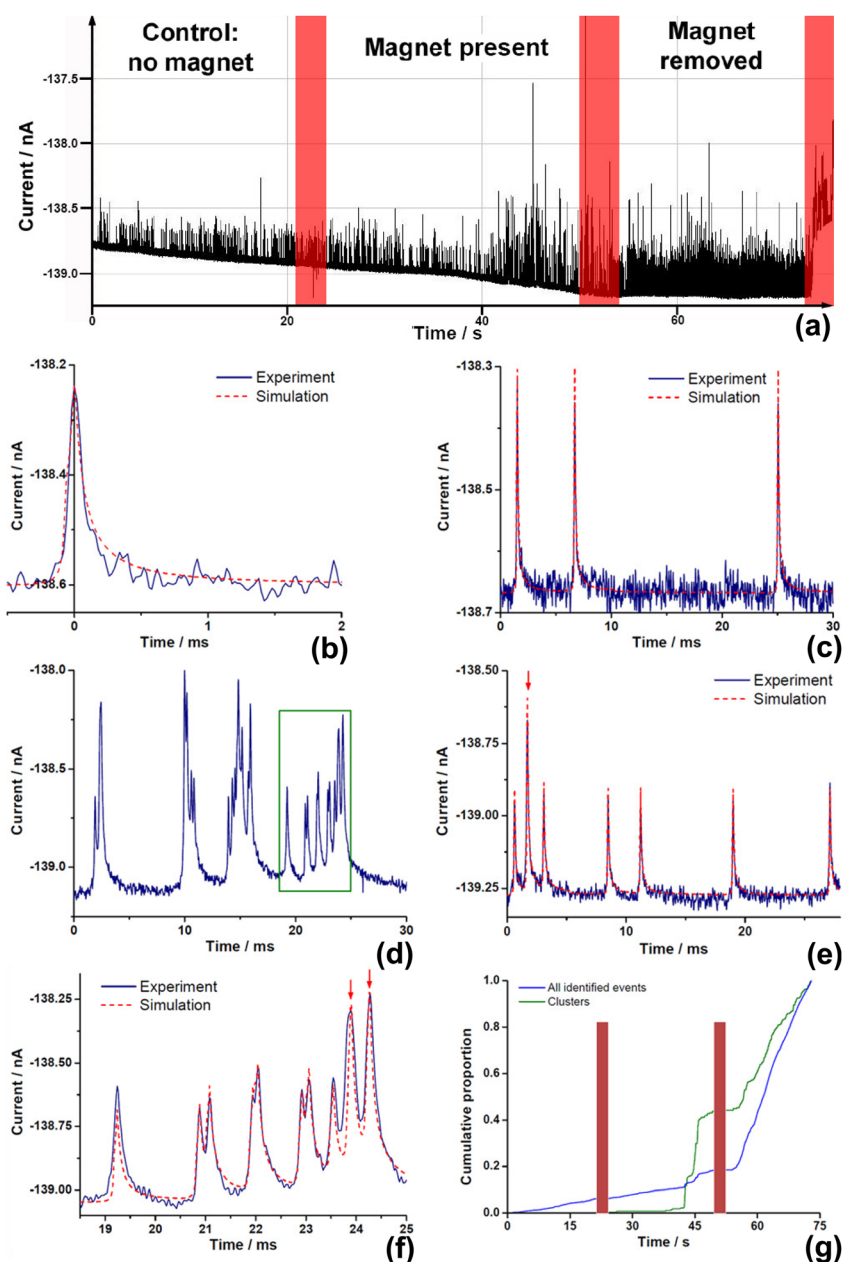 Control:
no magnet
Magnet present
Magnet
removed
Current / nA
-137.5
-138.0
-138.5
-139.0
0
20
40
60
Time / s
(a)
Experiment
Simulation
Current / nA
-138.2
-138.4
-138.6
0
1
2
Time / ms
(b)
Experiment
Simulation
Current / nA
-138.3
-138.5
-138.7
0
10
20
30
Time / ms
(c)
Current / nA
-138.0
-138.5
-139.0
0
10
20
30
Time / ms
(d)
Experiment
Simulation
Current / nA
-138.50
-138.75
-139.00
-139.25
0
10
20
Time / ms
(e)
Experiment
Simulation
Current / nA
-138.25
-138.50
-138.75
-139.00
19
20
21
22
23
24
25
Time / ms
(f)
All identified events
Clusters
Cumulative proportion
1.0
0.8
0.6
0.4
0.2
0.0
0
15
30
45
60
75
Time / s
(g)